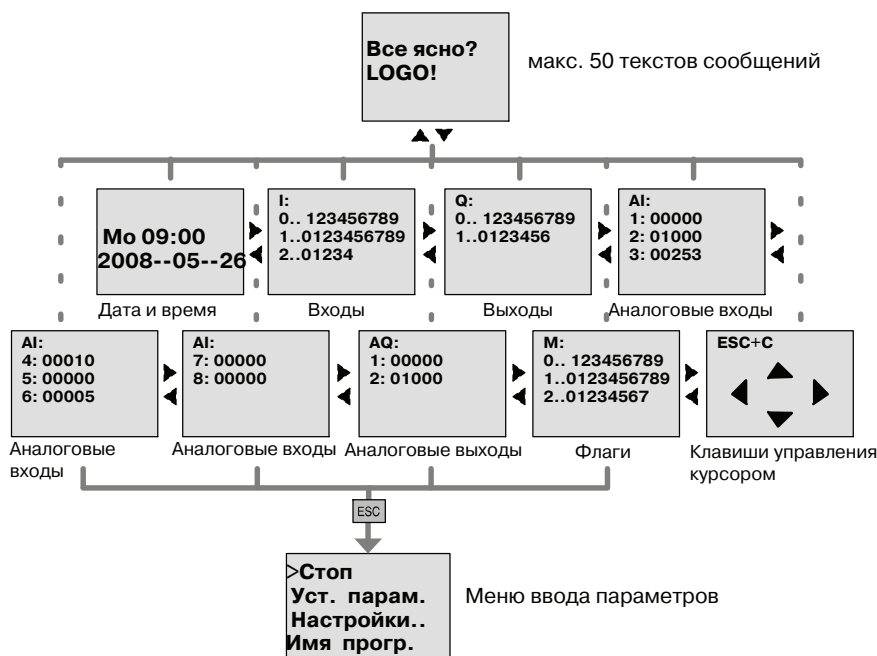 Все ясно?
LOGO!
макс. 50 текстов сообщений
Мо 09:00
2008--05--26
Дата и время
I:
0.. 123456789
1..0123456789
2..01234
Входы
Q:
0.. 123456789
1..0123456
Выходы
AI:
1: 00000
2: 01000
3: 00253
Аналоговые входы
AI:
4: 00010
5: 00000
6: 00005
Аналоговые
входы
AI:
7: 00000
8: 00000
Аналоговые входы
AQ:
1: 00000
2: 01000
Аналоговые выходы
M:
0.. 123456789
1..0123456789
2..01234567
Флаги
ESC+C
Клавиши управления
курсором
ESC
>Стоп
Уст. парам.
Настройки..
Имя прогр.
Меню ввода параметров